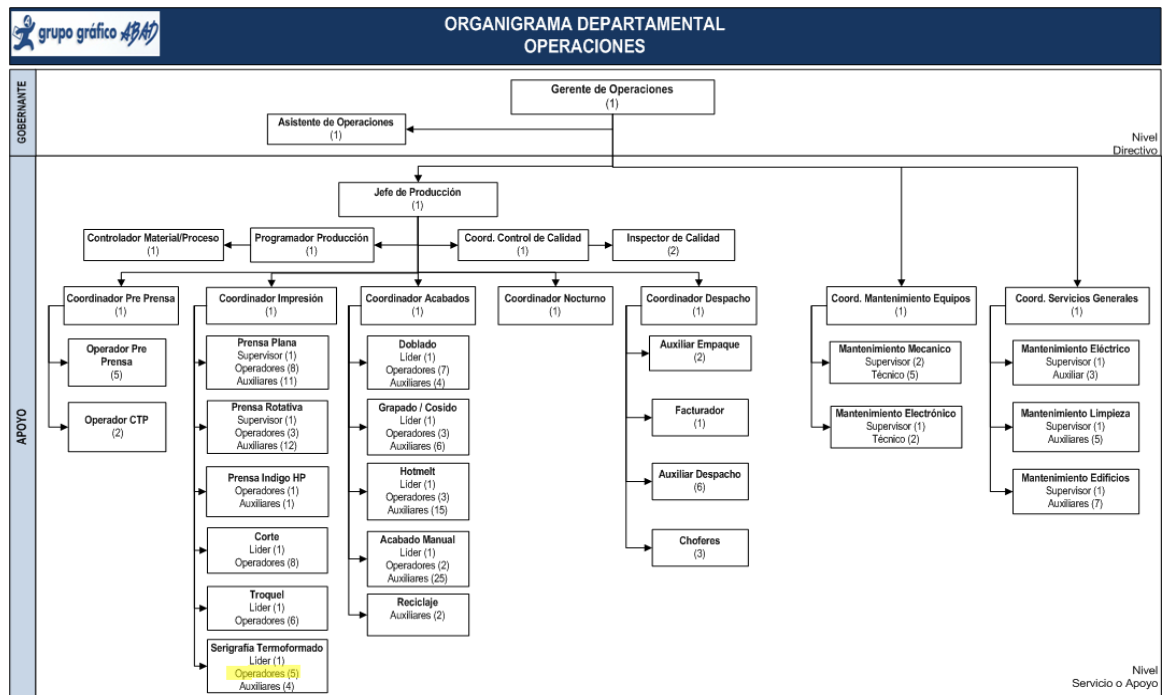 grupo gráfico ABAD
ORGANIGRAMA DEPARTAMENTAL
OPERACIONES
GOBERNANTE
Gerente de Operaciones
(1)
Asistente de Operaciones
(1)
Nivel
Directivo
APOYO
Jefe de Producción
(1)
Controlador Material/Proceso
(1)
Programador Producción
(1)
Coord. Control de Calidad
(1)
Inspector de Calidad
(2)
Coordinador Pre Prensa
(1)
Coordinador Impresión
(1)
Coordinador Acabados
(1)
Coordinador Nocturno
(1)
Coordinador Despacho
(1)
Coord. Mantenimiento Equipos
(1)
Coord. Servicios Generales
(1)
Operador Pre
Prensa
(5)
Operador CTP
(2)
Prensa Plana
Supervisor (1)
Operadores (8)
Auxiliares (11)
Prensa Rotativa
Supervisor (1)
Operadores (3)
Auxiliares (12)
Prensa Indigo HP
Operadores (1)
Auxiliares (1)
Corte
Lider (1)
Operadores (8)
Troquel
Lider (1)
Operadores (6)
Serigrafía Termoformado
Lider (1)
Operadores (5)
Auxiliares (4)
Doblado
Líder (1)
Operadores (7)
Auxiliares (4)
Grapado / Cosido
Líder (1)
Operadores (3)
Auxiliares (6)
Hotmelt
Líder (1)
Operadores (3)
Auxiliares (15)
Acabado Manual
Lider (1)
Operadores (2)
Auxiliares (25)
Reciclaje
Auxiliares (2)
Auxiliar Empaque
(2)
Facturador
(1)
Auxiliar Despacho
(6)
Choferes
(3)
Mantenimiento Mecanico
Supervisor (2)
Técnico (5)
Mantenimiento Electrónico
Supervisor (1)
Técnico (2)
Mantenimiento Eléctrico
Supervisor (1)
Auxiliar (3)
Mantenimiento Limpieza
Supervisor (1)
Auxiliares (5)
Mantenimiento Edificios
Supervisor (1)
Auxiliares (7)
Nivel
Servicio o Apoyo